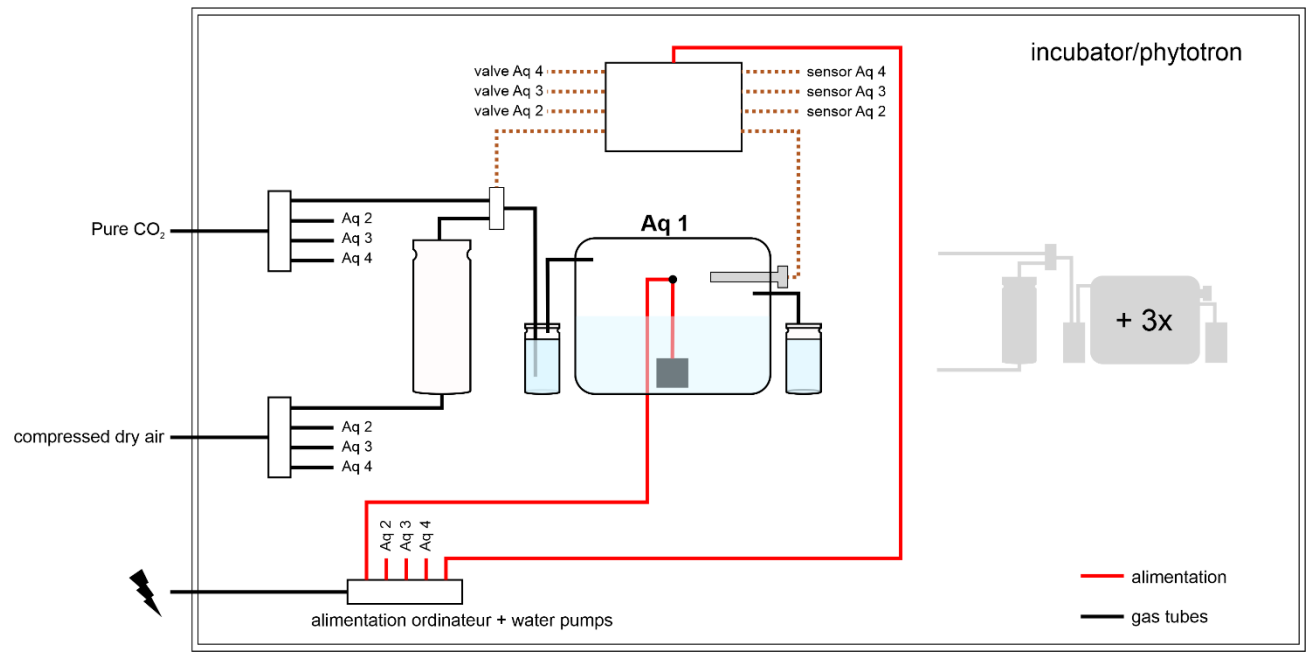 incubator/phytotron
valve Aq 4
valve Aq 3
valve Aq 2
sensor Aq 4
sensor Aq 3
sensor Aq 2
Pure CO₂
Aq 2
Aq 3
Aq 4
Aq 1
+ 3x
compressed dry air
Aq 2
Aq 3
Aq 4
Aq 2
Aq 3
Aq 4
alimentation ordinateur + water pumps
alimentation
gas tubes